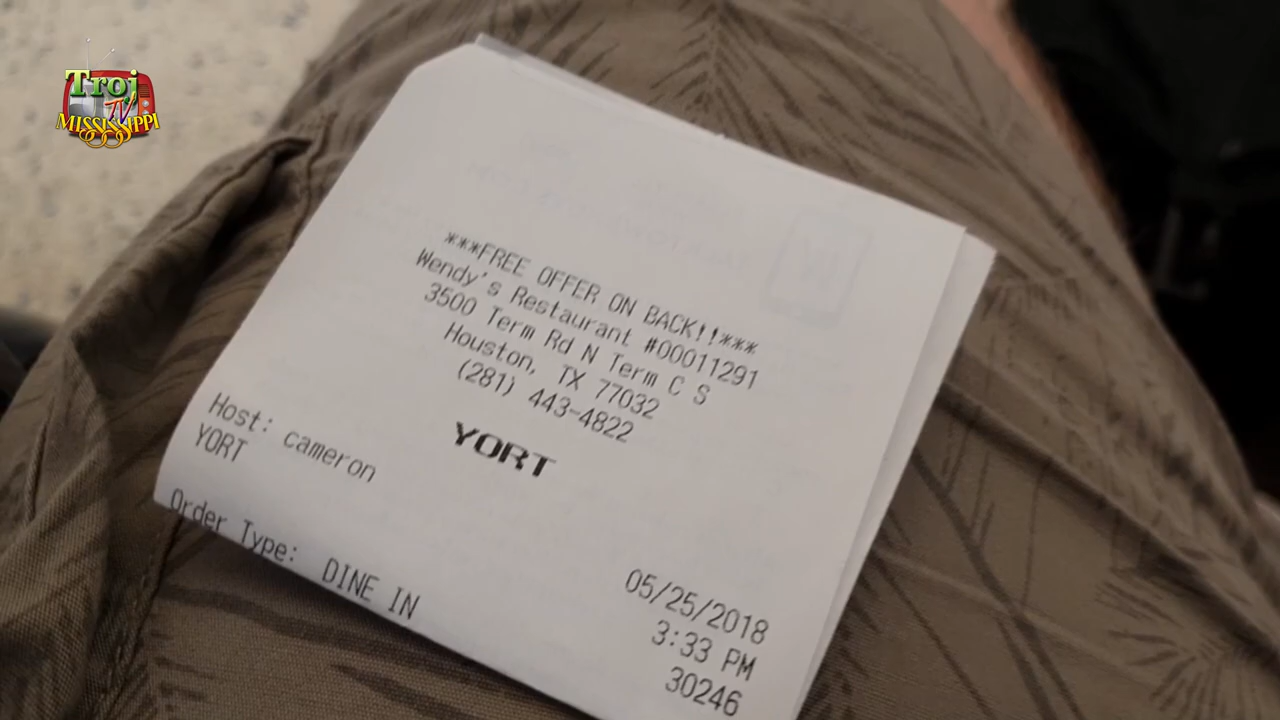 Troj
TV
MISSISSIPPI
***FREE OFFER ON BACK!!***
Wendy's Restaurant #00011291
3500 Term Rd N Term C S
Houston, TX 77032
(281) 443-4822
YORT
Host: cameron
YORT
05/25/2018
3:33 PM
30246
Order Type: DINE IN